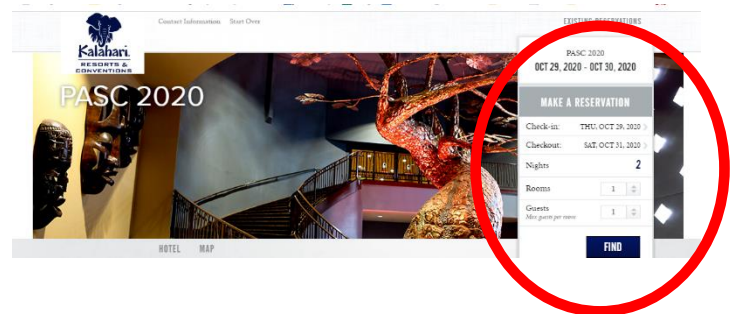 Contact Information Start Over
EXISTING RESERVATIONS
Kalahari
RESORTS &
CONVENTIONS
PASC 2020
PASC 2020
OCT 29, 2020 - OCT 30, 2020
MAKE A RESERVATION
Check-in: THU, OCT 29, 2020
Checkout: SAT, OCT 31, 2020
Nights 2
Rooms 1
Guests 1
Max guests per room
FIND
HOTEL MAP